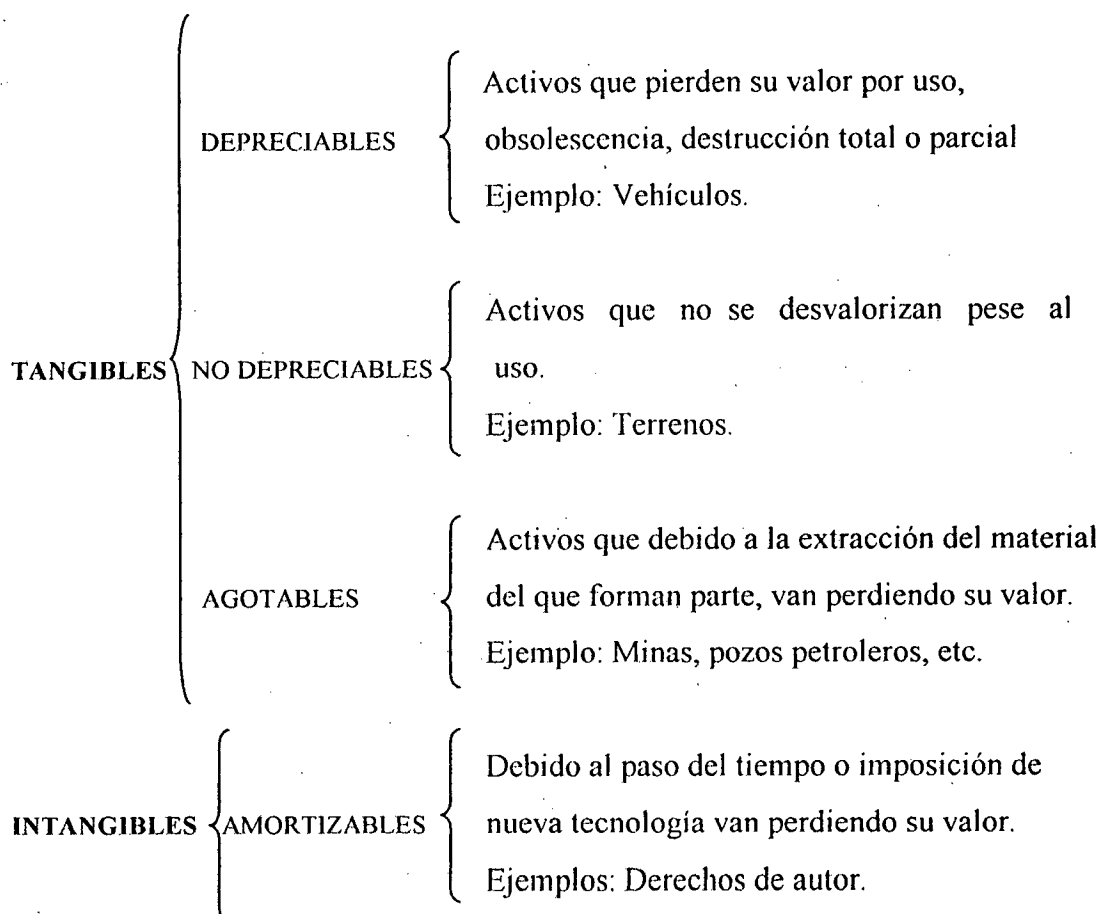 Activos que pierden su valor por uso,
DEPRECIABLES
obsolescencia, destrucción total o parcial
Ejemplo: Vehículos.
Activos que no se desvalorizan pese al
TANGIBLES
NO DEPRECIABLES
uso.
Ejemplo: Terrenos.
Activos que debido a la extracción del material
AGOTABLES
del que forman parte, van perdiendo su valor.
Ejemplo: Minas, pozos petroleros, etc.
Debido al paso del tiempo o imposición de
INTANGIBLES
AMORTIZABLES
nueva tecnología van perdiendo su valor.
Ejemplos: Derechos de autor.